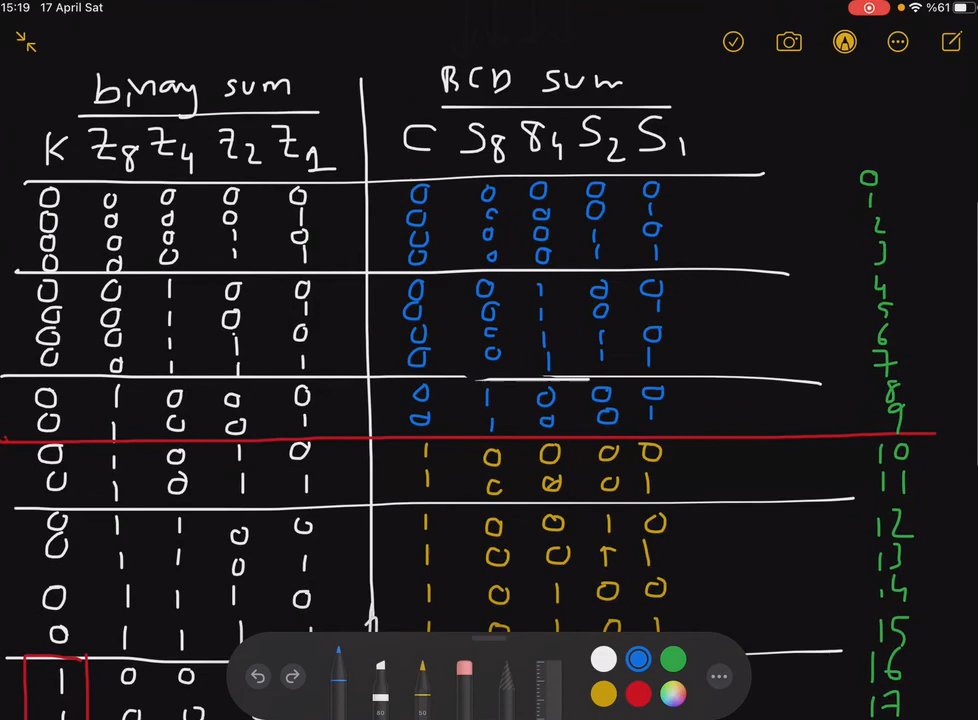 15:19 17 April Sat %61
binary sum BCD sum
K Z8 Z4 Z2 Z1 C S8 84 S2 S1
0 0 0 0 0 0 0 0 0 0 0
0 0 0 0 1 0 0 0 0 1 1
0 0 0 1 0 0 0 0 1 0 2
0 0 0 1 1 0 0 0 1 1 3
0 0 1 0 0 0 0 1 0 0 4
0 0 1 0 1 0 0 1 0 1 5
0 0 1 1 0 0 0 1 1 0 6
0 0 1 1 1 0 0 1 1 1 7
0 1 0 0 0 0 1 0 0 0 8
0 1 0 0 1 0 1 0 0 1 9
0 1 0 1 0 1 0 0 0 0 10
0 1 0 1 1 1 0 0 0 1 11
0 1 1 0 0 1 0 0 1 0 12
0 1 1 0 1 1 0 0 1 1 13
0 1 1 1 0 1 0 1 0 0 14
0 1 1 1 1 0 1 0 1 15
1 0 0 16
17
80 50